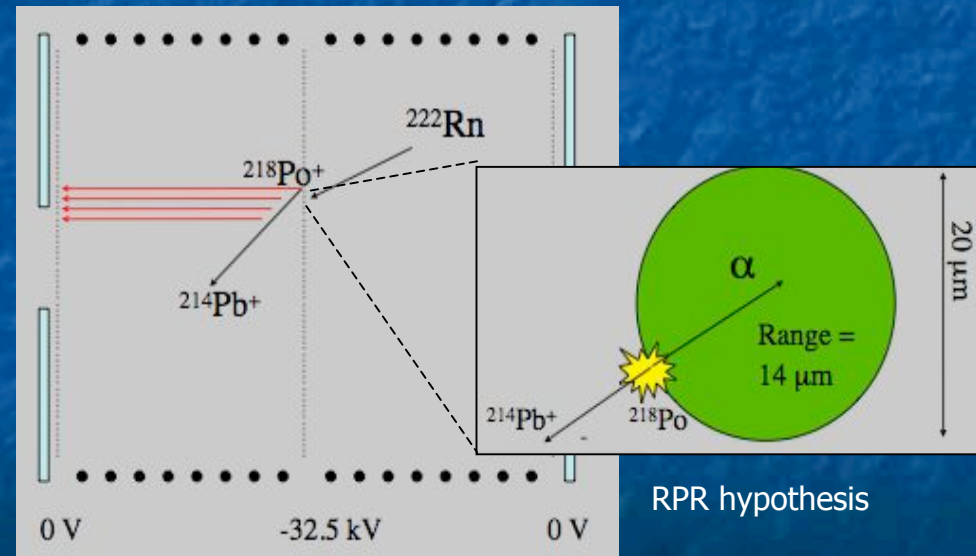 ²²²Rn
²¹⁸Po⁺
²¹⁴Pb⁺
0 V
-32.5 kV
0 V
α
Range =
14 μm
²¹⁴Pb⁺
²¹⁸Po
-
20 μm
RPR hypothesis